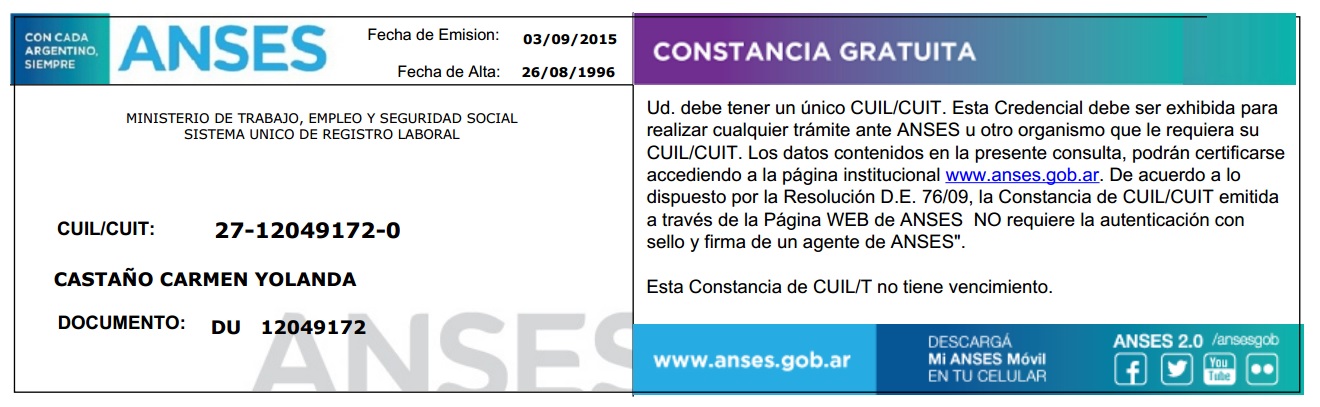 CON CADA
ARGENTINO,
SIEMPRE
ANSES
Fecha de Emision: 03/09/2015
Fecha de Alta: 26/08/1996
MINISTERIO DE TRABAJO, EMPLEO Y SEGURIDAD SOCIAL
SISTEMA UNICO DE REGISTRO LABORAL
CUIL/CUIT: 27-12049172-0
CASTAÑO CARMEN YOLANDA
DOCUMENTO: DU 12049172
ANSES
CONSTANCIA GRATUITA
Ud. debe tener un único CUIL/CUIT. Esta Credencial debe ser exhibida para
realizar cualquier trámite ante ANSES u otro organismo que le requiera su
CUIL/CUIT. Los datos contenidos en la presente consulta, podrán certificarse
accediendo a la página institucional www.anses.gob.ar. De acuerdo a lo
dispuesto por la Resolución D.E. 76/09, la Constancia de CUIL/CUIT emitida
a través de la Página WEB de ANSES NO requiere la autenticación con
sello y firma de un agente de ANSES".
Esta Constancia de CUIL/T no tiene vencimiento.
www.anses.gob.ar
DESCARGÁ
Mi ANSES Móvil
EN TU CELULAR
ANSES 2.0 /ansesgob
You
Tube